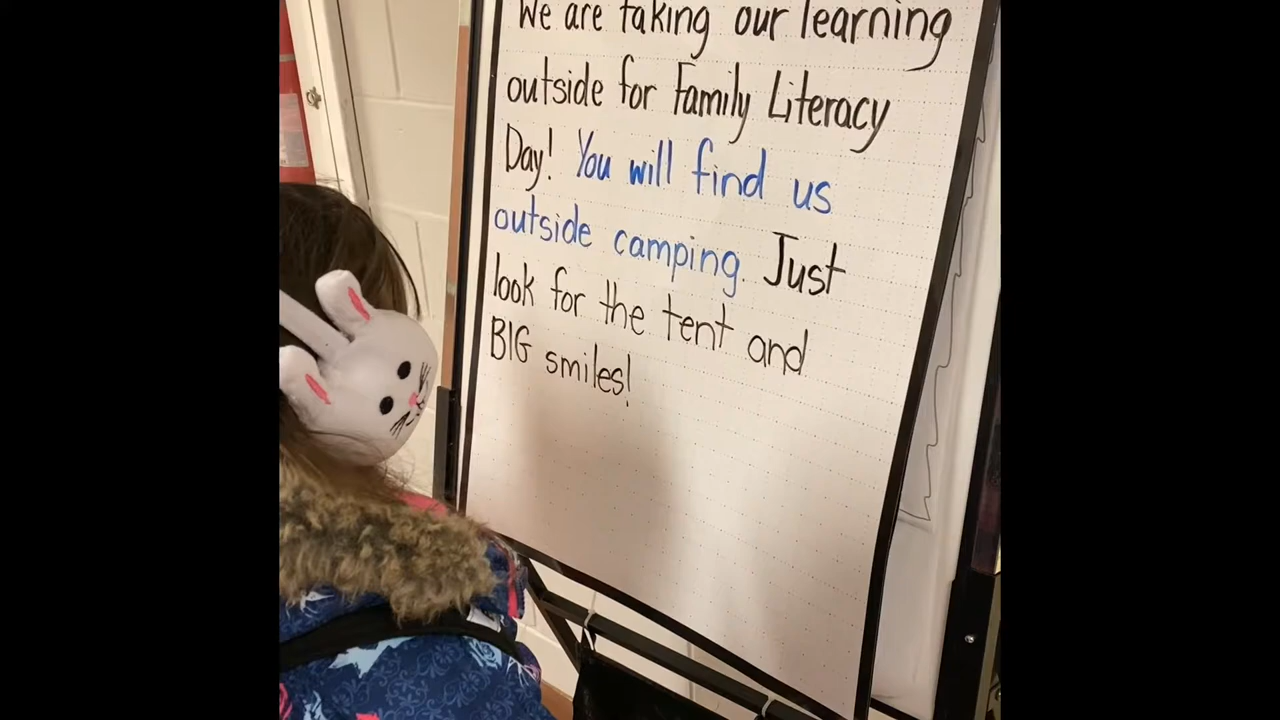 We are taking our learning
outside for Family Literacy
Day! You will find us
outside camping. Just
look for the tent and
BIG smiles!